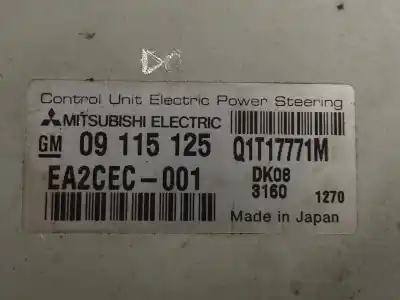 Control Unit Electric Power Steering
MITSUBISHI ELECTRIC
GM 09 115 125 Q1T17771M
EA2CEC-001 DK08
3160 1270
Made in Japan